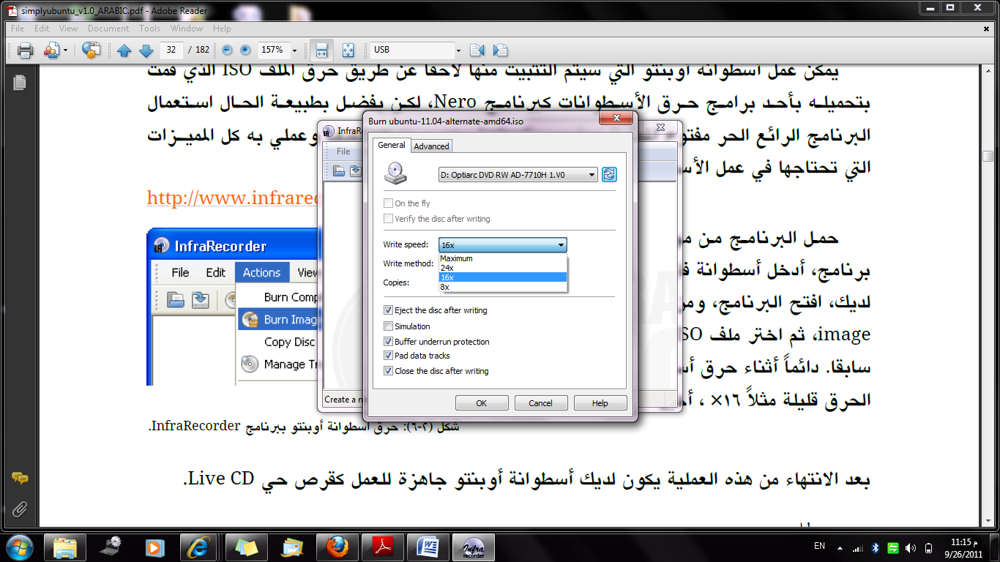 simplyubuntu_v1.0_ARABIC.pdf - Adobe Reader
File Edit View Document Tools Window Help
32 / 182 157% USB
يمكن عمل أسطوانة أوبنتو التي سيتم التثبيت منها لاحقاً عن طريق حرق الملف ISO الذي قمت
بتحميله بأحد برامج حرق الأسطوانات كبرنامج Nero، لكن يفضل بطبيعة الحال استعمال
البرنامج الرائع الحر مفتو
وعملي به كل الميزات
التي تحتاجها في عمل الأس
http://www.infrarec
حمل البرنامج من م
برنامج، أدخل أسطوانة ف
لديك، افتح البرنامج، ومن
image، ثم اختر ملف SO
سابقا. دائماً أثناء حرق أس
الحرق قليلة مثلاً ١٦× ، أ
InfraRecorder
File Edit Actions View
Burn Comp
Burn Imag
Copy Disc
Manage Tr
شكل (٢-٦): حرق أسطوانة أوبنتو ببرنامج InfraRecorder.
بعد الانتهاء من هذه العملية يكون لديك أسطوانة أوبنتو جاهزة للعمل كقرص حي Live CD.
InfraR
File
Create a n
Burn ubuntu-11.04-alternate-amd64.iso
General Advanced
D: Optiarc DVD RW AD-7710H 1.V0
On the fly
Verify the disc after writing
Write speed: 16x
Maximum
24x
16x
8x
Write method:
Copies:
Eject the disc after writing
Simulation
Buffer underrun protection
Pad data tracks
Close the disc after writing
OK Cancel Help
Infra
recorder
EN
11:15 م
9/26/2011